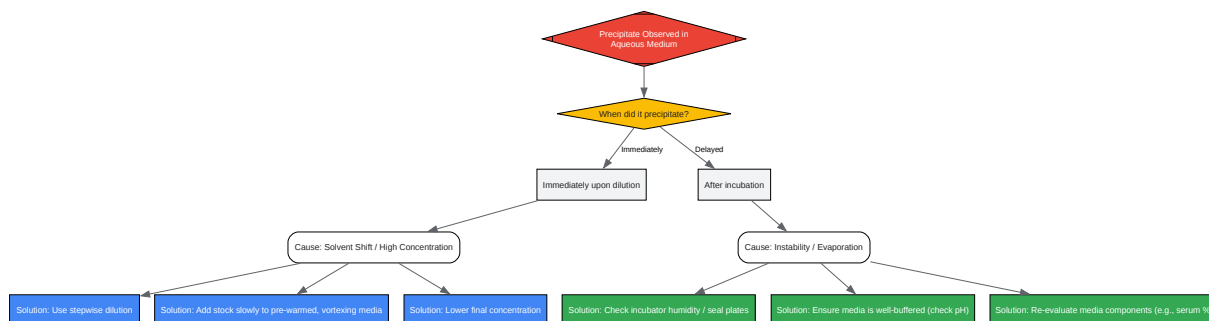 Precipitate Observed in
Aqueous Medium
When did it precipitate?
Immediately
Delayed
Immediately upon dilution
After incubation
Cause: Solvent Shift / High Concentration
Cause: Instability / Evaporation
Solution: Use stepwise dilution
Solution: Add stock slowly to pre-warmed, vortexing media
Solution: Lower final concentration
Solution: Check incubator humidity / seal plates
Solution: Ensure media is well-buffered (check pH)
Solution: Re-evaluate media components (e.g., serum %